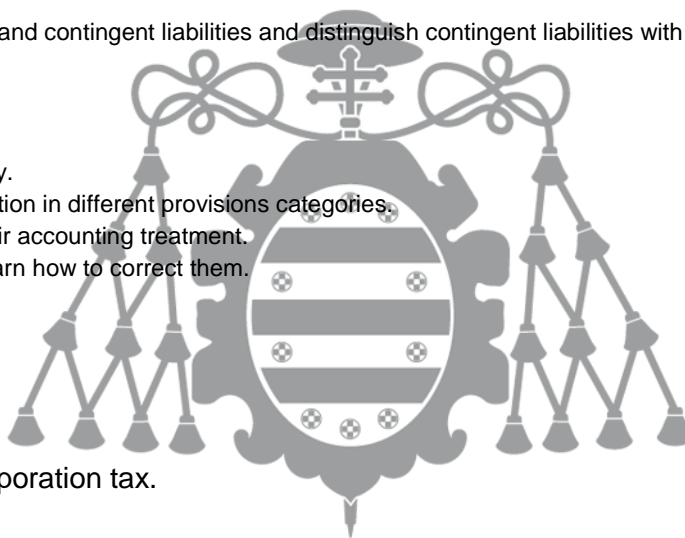 and contingent liabilities and distinguish contingent liabilities with
y.
tion in different provisions categories.
ir accounting treatment.
arn how to correct them.
poration tax.